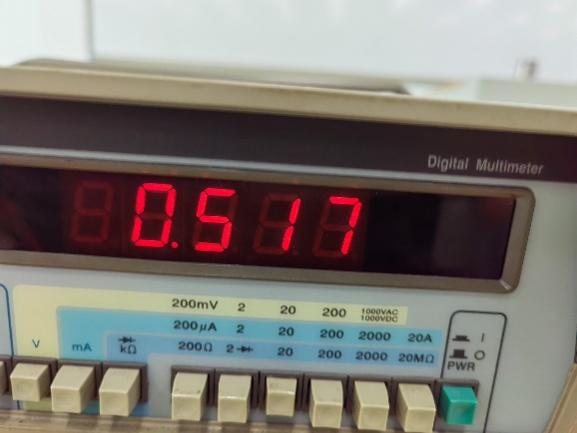 Digital Multimeter
0.517
200mV 2 20 200 1000VAC
1000VDC
200µA 2 20 200 2000 20A
200Ω 2 20 200 2000 20MΩ
V mA kΩ
I
O
PWR